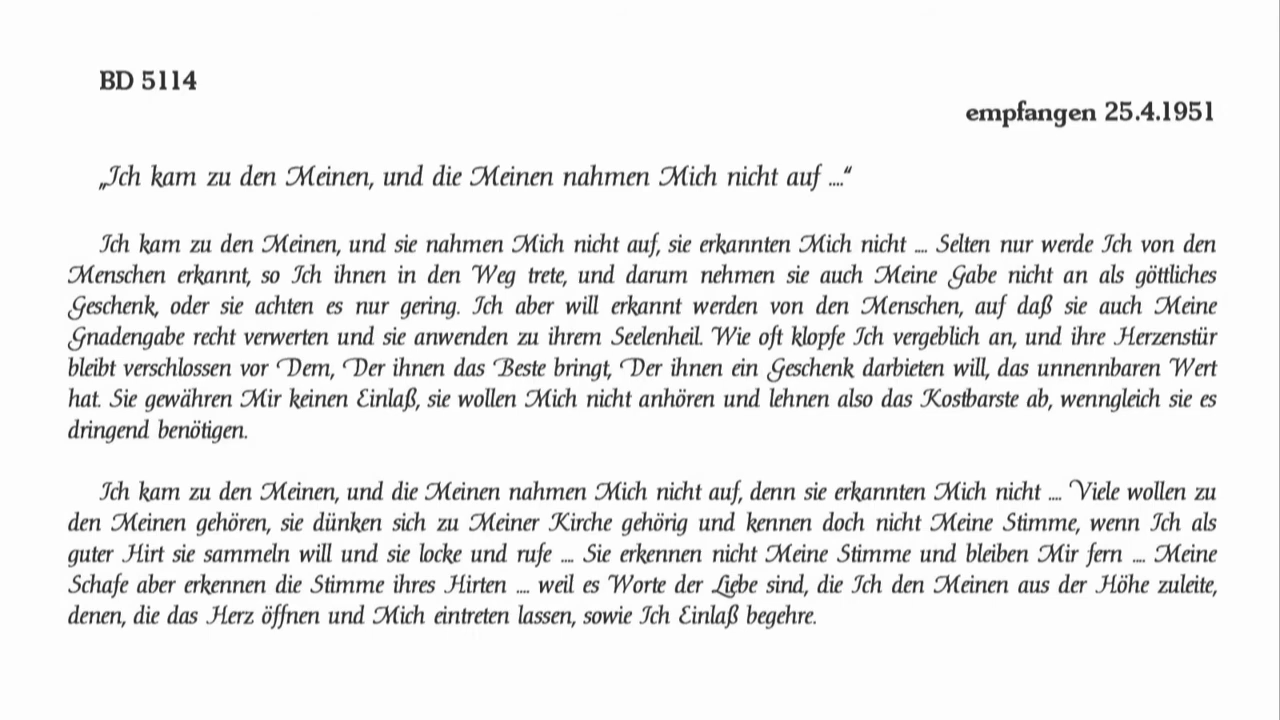 BD 5114
empfangen 25.4.1951
„Ich kam zu den Meinen, und die Meinen nahmen Mich nicht auf ....“
Ich kam zu den Meinen, und sie nahmen Mich nicht auf, sie erkannten Mich nicht .... Selten nur werde Ich von den
Menschen erkannt, so Ich ihnen in den Weg trete, und darum nehmen sie auch Meine Gabe nicht an als göttliches
Geschenk, oder sie achten es nur gering. Ich aber will erkannt werden von den Menschen, auf daß sie auch Meine
Gnadengabe recht verwerten und sie anwenden zu ihrem Seelenheil. Wie oft klopfe Ich vergeblich an, und ihre Herzenstür
bleibt verschlossen vor Dem, Der ihnen das Beste bringt, Der ihnen ein Geschenk darbieten will, das unnennbaren Wert
hat. Sie gewähren Mir keinen Einlaß, sie wollen Mich nicht anhören und lehnen also das Kostbarste ab, wenngleich sie es
dringend benötigen.
Ich kam zu den Meinen, und die Meinen nahmen Mich nicht auf, denn sie erkannten Mich nicht .... Viele wollen zu
den Meinen gehören, sie dünken sich zu Meiner Kirche gehörig und kennen doch nicht Meine Stimme, wenn Ich als
guter Hirt sie sammeln will und sie locke und rufe .... Sie erkennen nicht Meine Stimme und bleiben Mir fern .... Meine
Schafe aber erkennen die Stimme ihres Hirten .... weil es Worte der Liebe sind, die Ich den Meinen aus der Höhe zuleite,
denen, die das Herz öffnen und Mich eintreten lassen, sowie Ich Einlaß begehre.